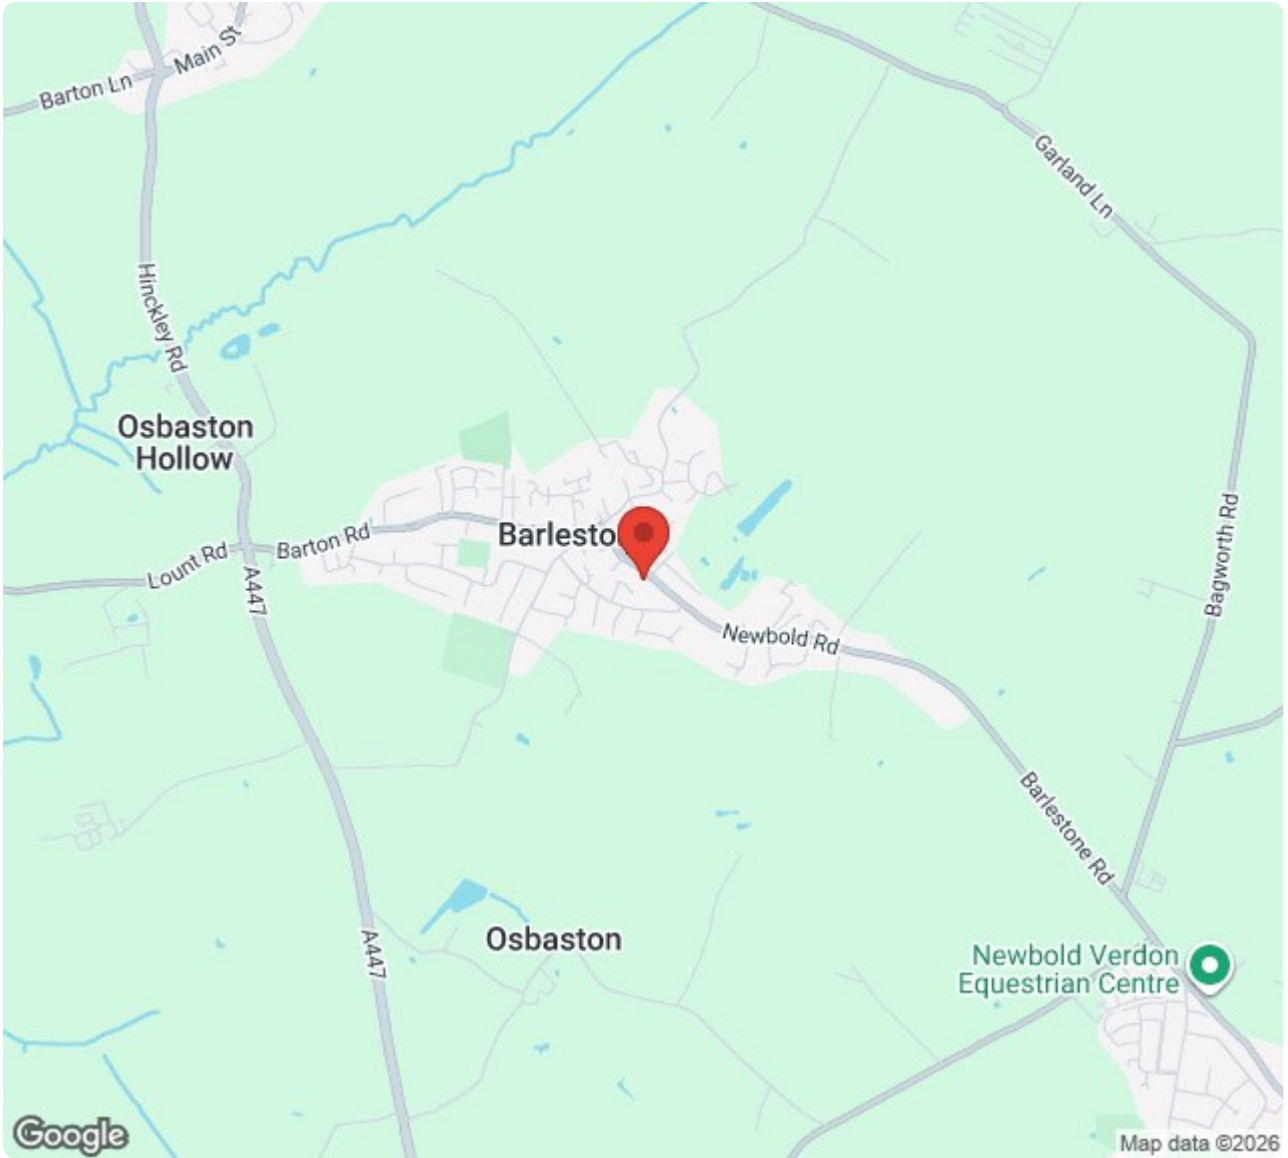 Main St
Barton Ln
Garland Ln
Hinckley Rd
Osbaston
Hollow
Barlesto
Barton Rd
Lount Rd
A447
Bagworth Rd
Newbold Rd
Barlestone Rd
Osbaston
A447
Newbold Verdon
Equestrian Centre
Google
Map data ©2026